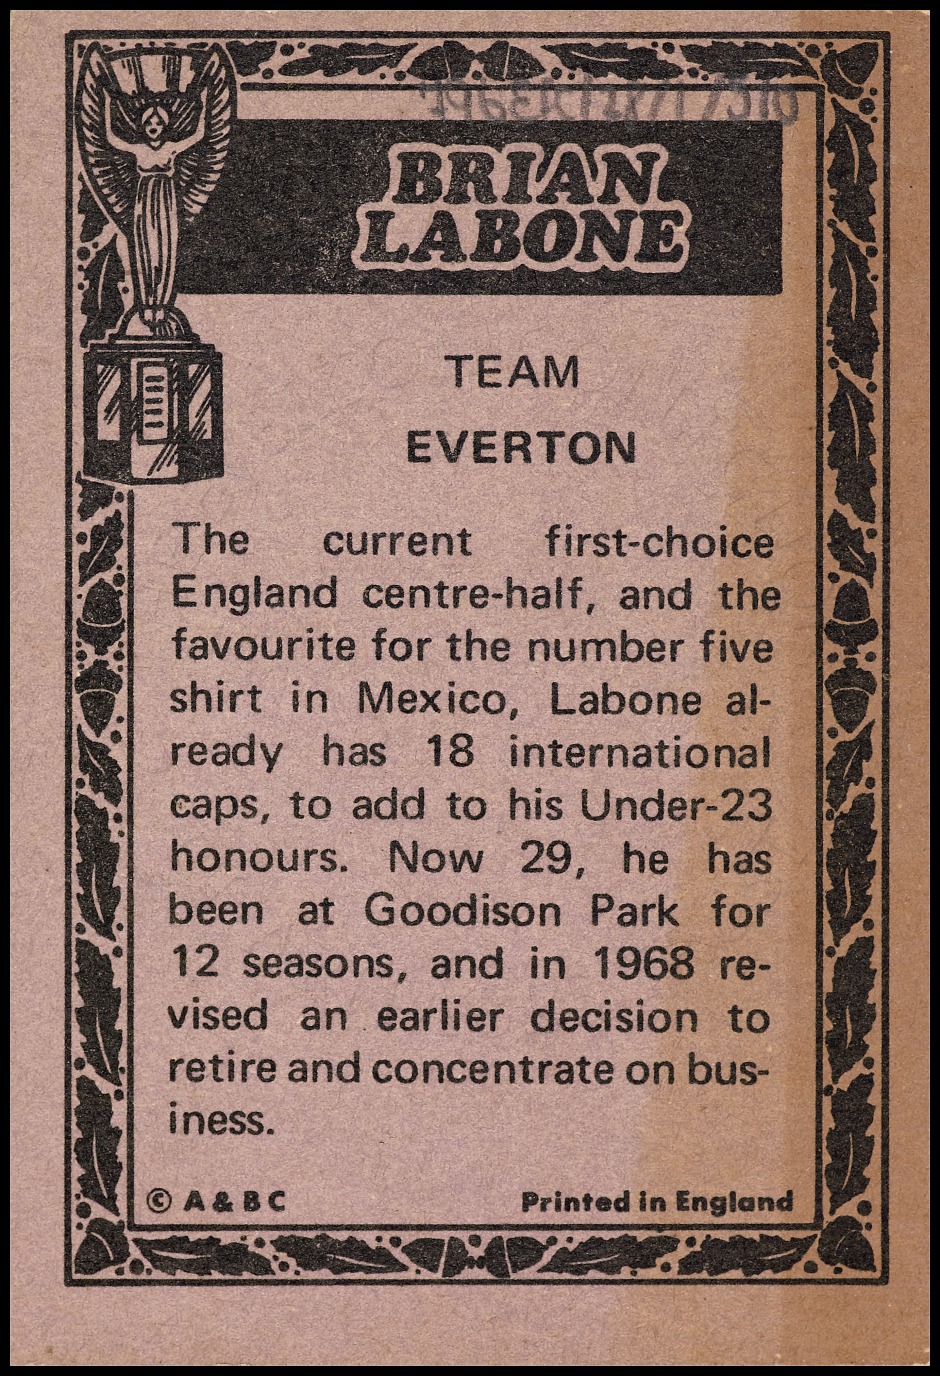 BRIAN
LABONE
TEAM
EVERTON
The current first-choice
England centre-half, and the
favourite for the number five
shirt in Mexico, Labone al-
ready has 18 international
caps, to add to his Under-23
honours. Now 29, he has
been at Goodison Park for
12 seasons, and in 1968 re-
vised an earlier decision to
retire and concentrate on bus-
iness.
© A & B C Printed in England